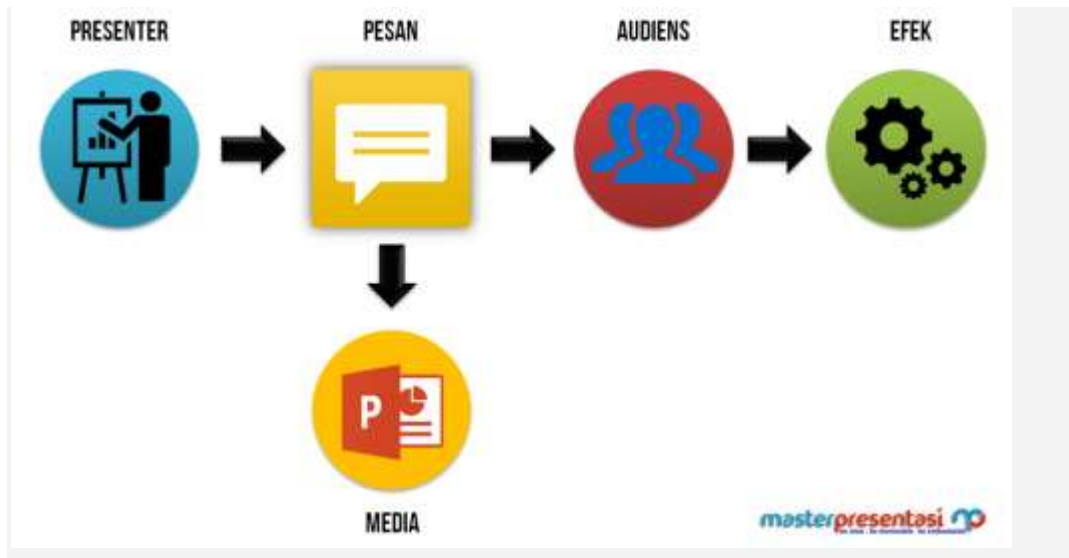 PRESENTER
PESAN
AUDIENS
EFEK
P
MEDIA
masterpresentasi